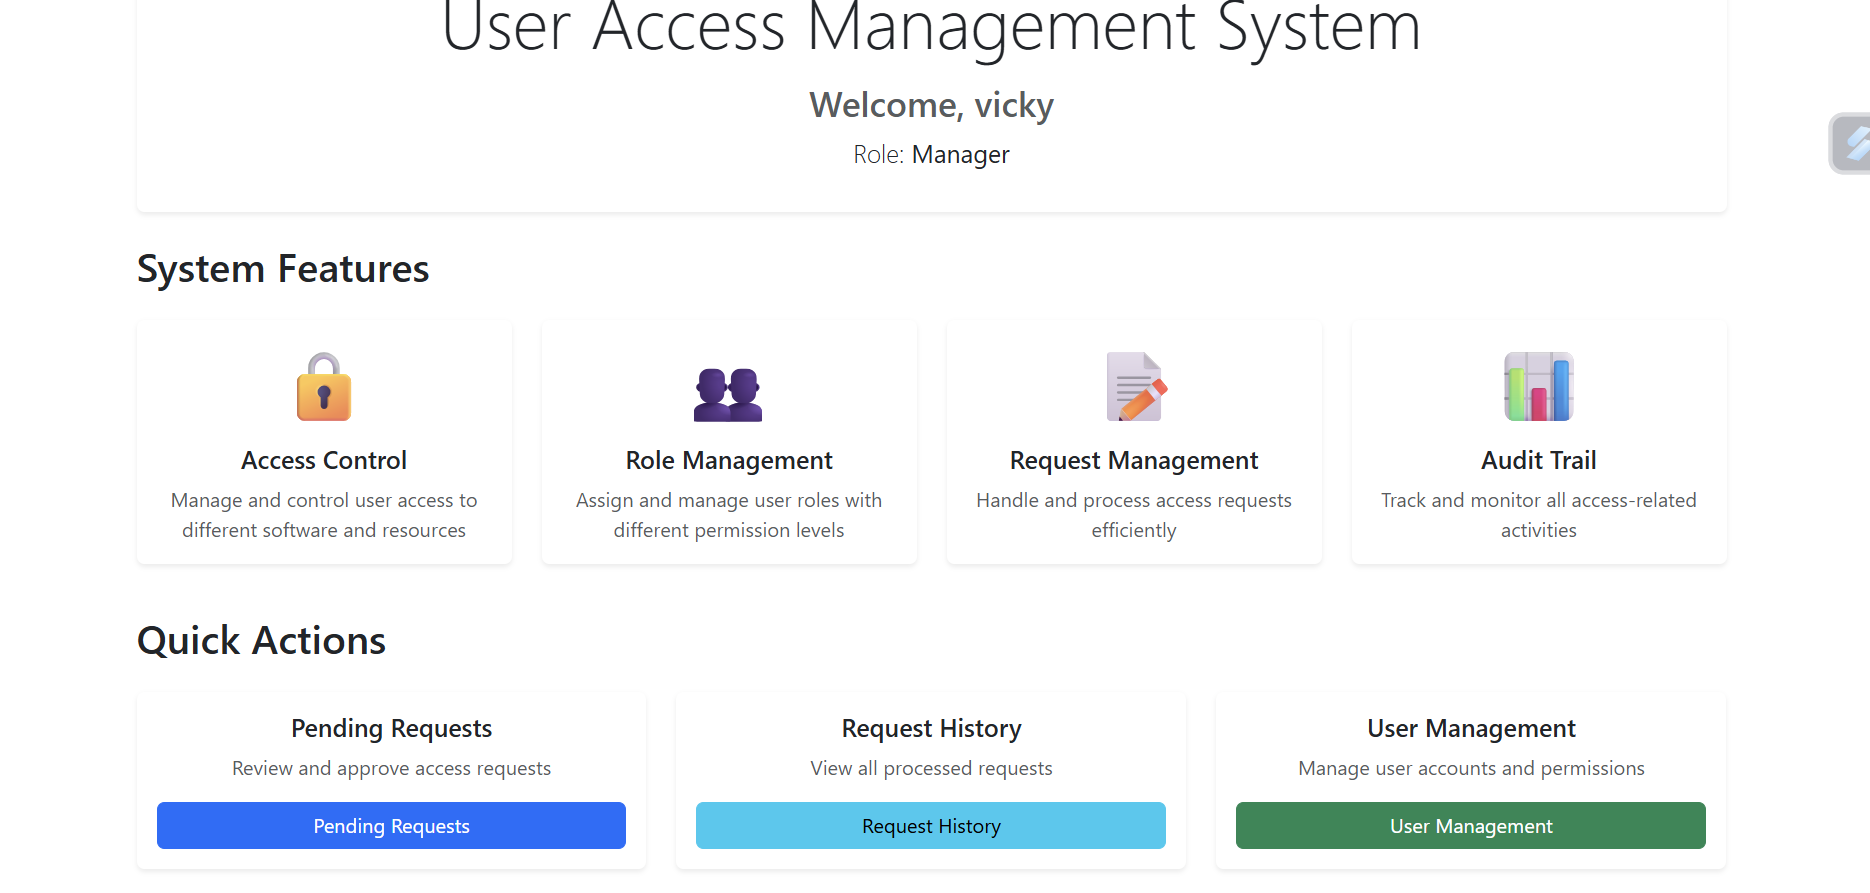 User Access Management System
Welcome, vicky
Role: Manager
System Features
Access Control
Manage and control user access to
different software and resources
Role Management
Assign and manage user roles with
different permission levels
Request Management
Handle and process access requests
efficiently
Audit Trail
Track and monitor all access-related
activities
Quick Actions
Pending Requests
Review and approve access requests
Pending Requests
Request History
View all processed requests
Request History
User Management
Manage user accounts and permissions
User Management